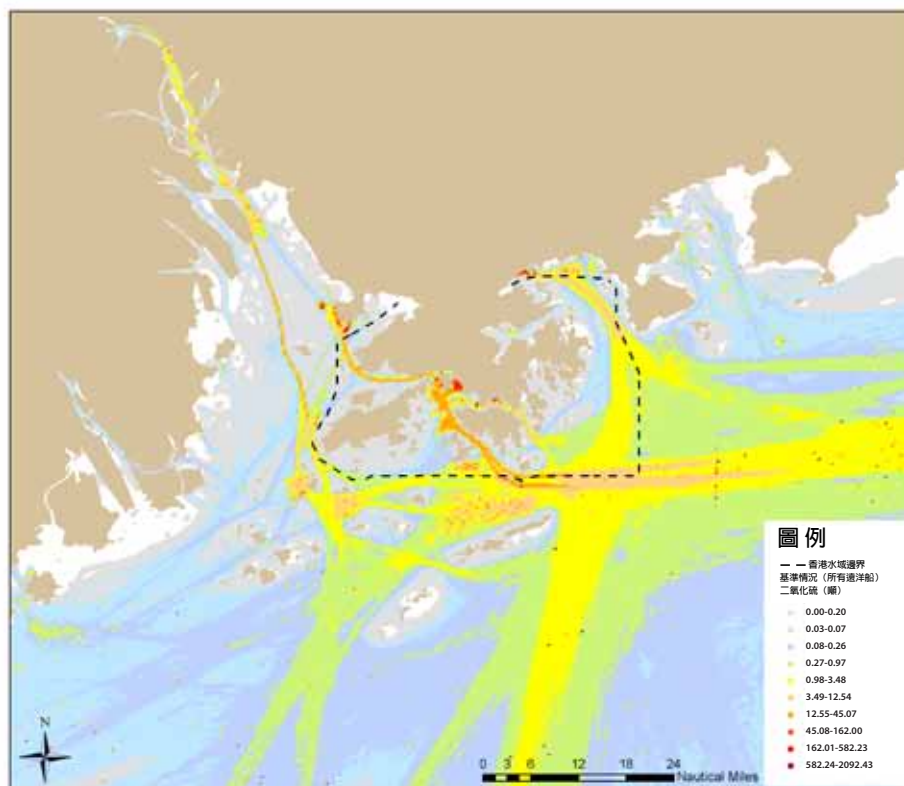 圖例
香港水域邊界
基準情況（所有遠洋船）
二氧化硫（噸）
0.00-0.20
0.03-0.07
0.08-0.26
0.27-0.97
0.98-3.48
3.49-12.54
12.55-45.07
45.08-162.00
162.01-582.23
582.24-2092.43
N
0 3 6 12 18 24
Nautical Miles